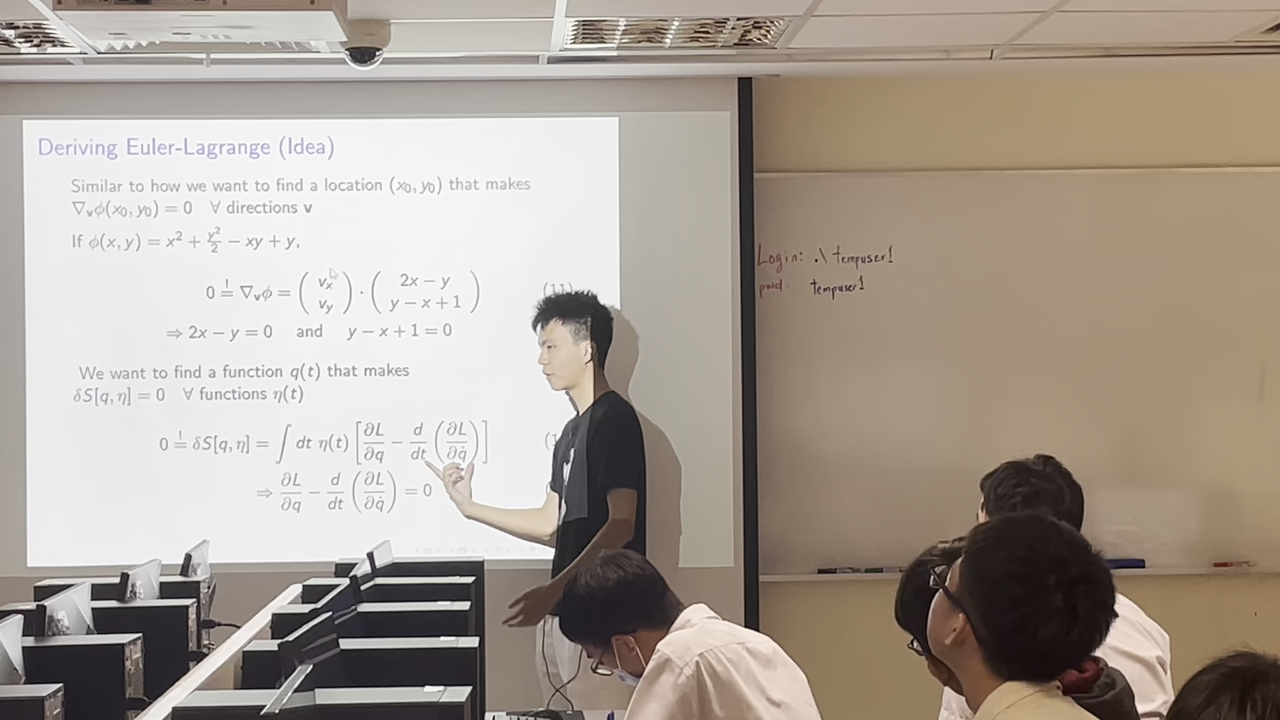 Deriving Euler-Lagrange (Idea)
Similar to how we want to find a location (x₀, y₀) that makes
∇ᵥϕ(x₀, y₀) = 0 ∀ directions v
If ϕ(x, y) = x² + y²/2 − xy + y,
0 =! ∇ᵥϕ = (vₓ v_y) · (2x − y y − x + 1) (11)
⇒ 2x − y = 0 and y − x + 1 = 0
We want to find a function q(t) that makes
δS[q, η] = 0 ∀ functions η(t)
0 =! δS[q, η] = ∫ dt η(t) [∂L/∂q − d/dt (∂L/∂q̇)]
⇒ ∂L/∂q − d/dt (∂L/∂q̇) = 0
Login: .\tempuser1
pwd: tempuser1